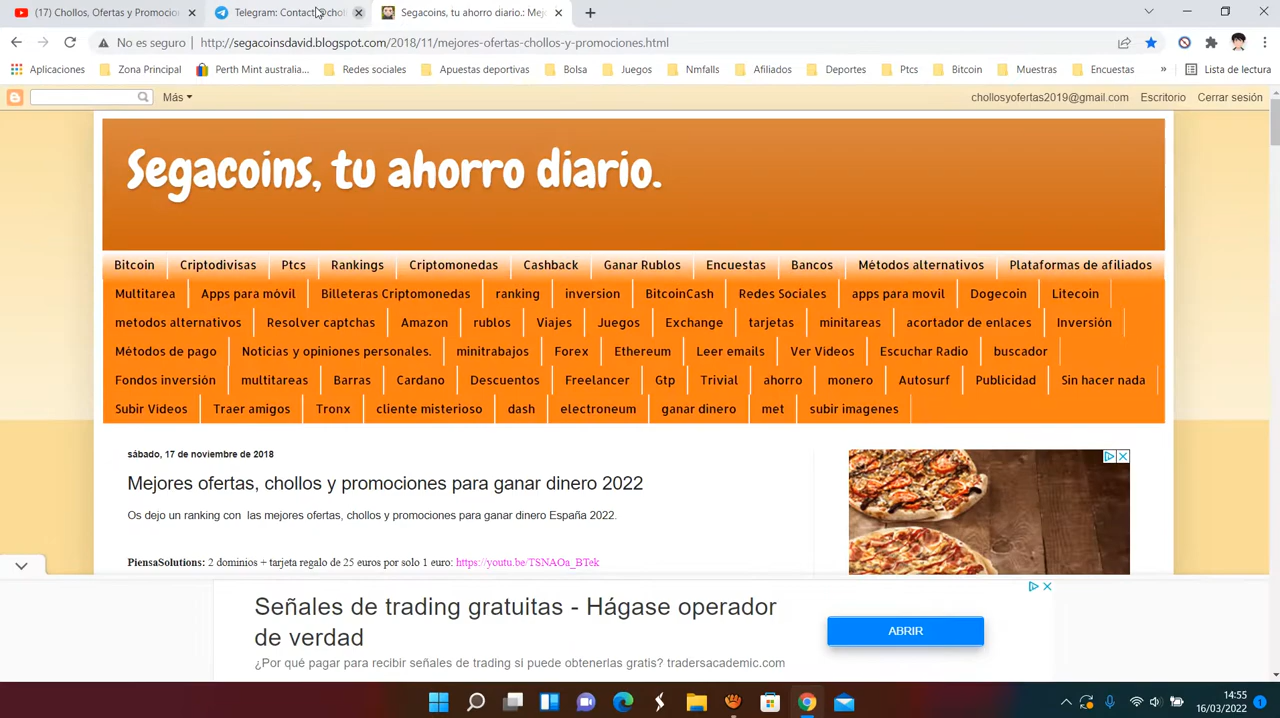 (17) Chollos, Ofertas y Promocio
Telegram: Contact @choll
Segacoins, tu ahorro diario.: Mej
No es seguro
http://segacoinsdavid.blogspot.com/2018/11/mejores-ofertas-chollos-y-promociones.html
Aplicaciones Zona Principal Perth Mint australia... Redes sociales Apuestas deportivas Bolsa Juegos Nmfalls Afiliados Deportes Ptcs Bitcoin Muestras Encuestas » Lista de lectura
Más chollosyofertas2019@gmail.com Escritorio Cerrar sesión
Segacoins, tu ahorro diario.
Bitcoin Criptodivisas Ptcs Rankings Criptomonedas Cashback Ganar Rublos Encuestas Bancos Métodos alternativos Plataformas de afiliados
Multitarea Apps para móvil Billeteras Criptomonedas ranking inversion BitcoinCash Redes Sociales apps para movil Dogecoin Litecoin
metodos alternativos Resolver captchas Amazon rublos Viajes Juegos Exchange tarjetas minitareas acortador de enlaces Inversión
Métodos de pago Noticias y opiniones personales. minitrabajos Forex Ethereum Leer emails Ver Videos Escuchar Radio buscador
Fondos inversión multitareas Barras Cardano Descuentos Freelancer Gtp Trivial ahorro monero Autosurf Publicidad Sin hacer nada
Subir Videos Traer amigos Tronx cliente misterioso dash electroneum ganar dinero met subir imagenes
sábado, 17 de noviembre de 2018
Mejores ofertas, chollos y promociones para ganar dinero 2022
Os dejo un ranking con las mejores ofertas, chollos y promociones para ganar dinero España 2022.
PiensaSolutions: 2 dominios + tarjeta regalo de 25 euros por solo 1 euro: https://youtu.be/TSNAOa_BTek
Señales de trading gratuitas - Hágase operador
de verdad
¿Por qué pagar para recibir señales de trading si puede obtenerlas gratis? tradersacademic.com
ABRIR
14:55
16/03/2022
1